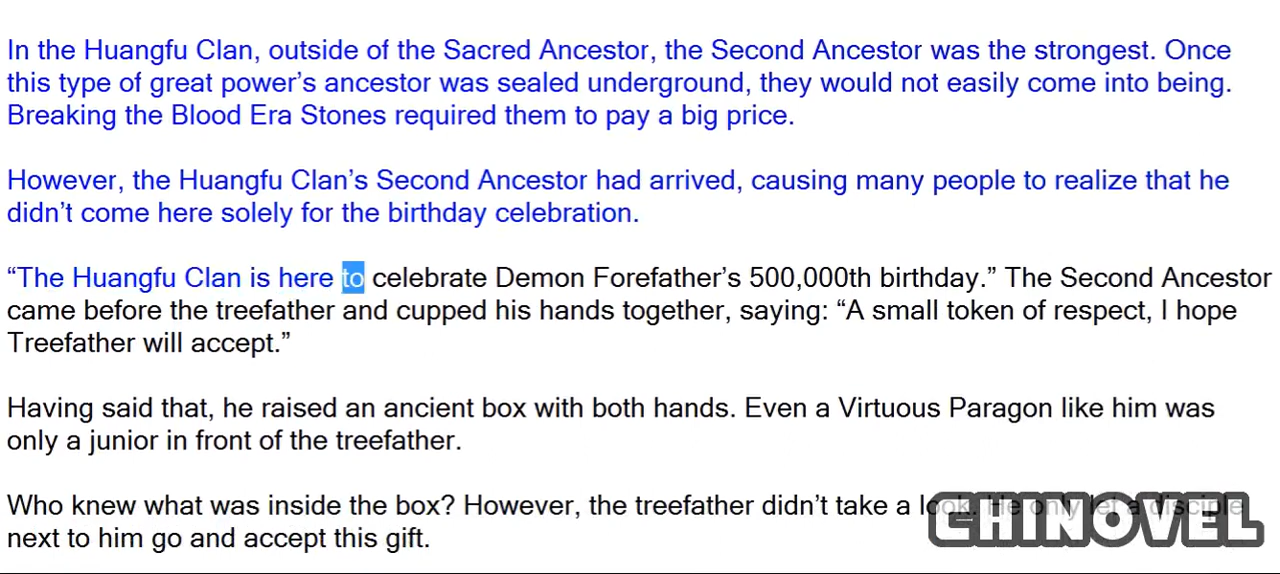 In the Huangfu Clan, outside of the Sacred Ancestor, the Second Ancestor was the strongest. Once
this type of great power’s ancestor was sealed underground, they would not easily come into being.
Breaking the Blood Era Stones required them to pay a big price.
However, the Huangfu Clan’s Second Ancestor had arrived, causing many people to realize that he
didn’t come here solely for the birthday celebration.
“The Huangfu Clan is here to celebrate Demon Forefather’s 500,000th birthday.” The Second Ancestor
came before the treefather and cupped his hands together, saying: “A small token of respect, I hope
Treefather will accept.”
Having said that, he raised an ancient box with both hands. Even a Virtuous Paragon like him was
only a junior in front of the treefather.
Who knew what was inside the box? However, the treefather didn’t take a look. He only let a disciple
next to him go and accept this gift.
CHINOVEL